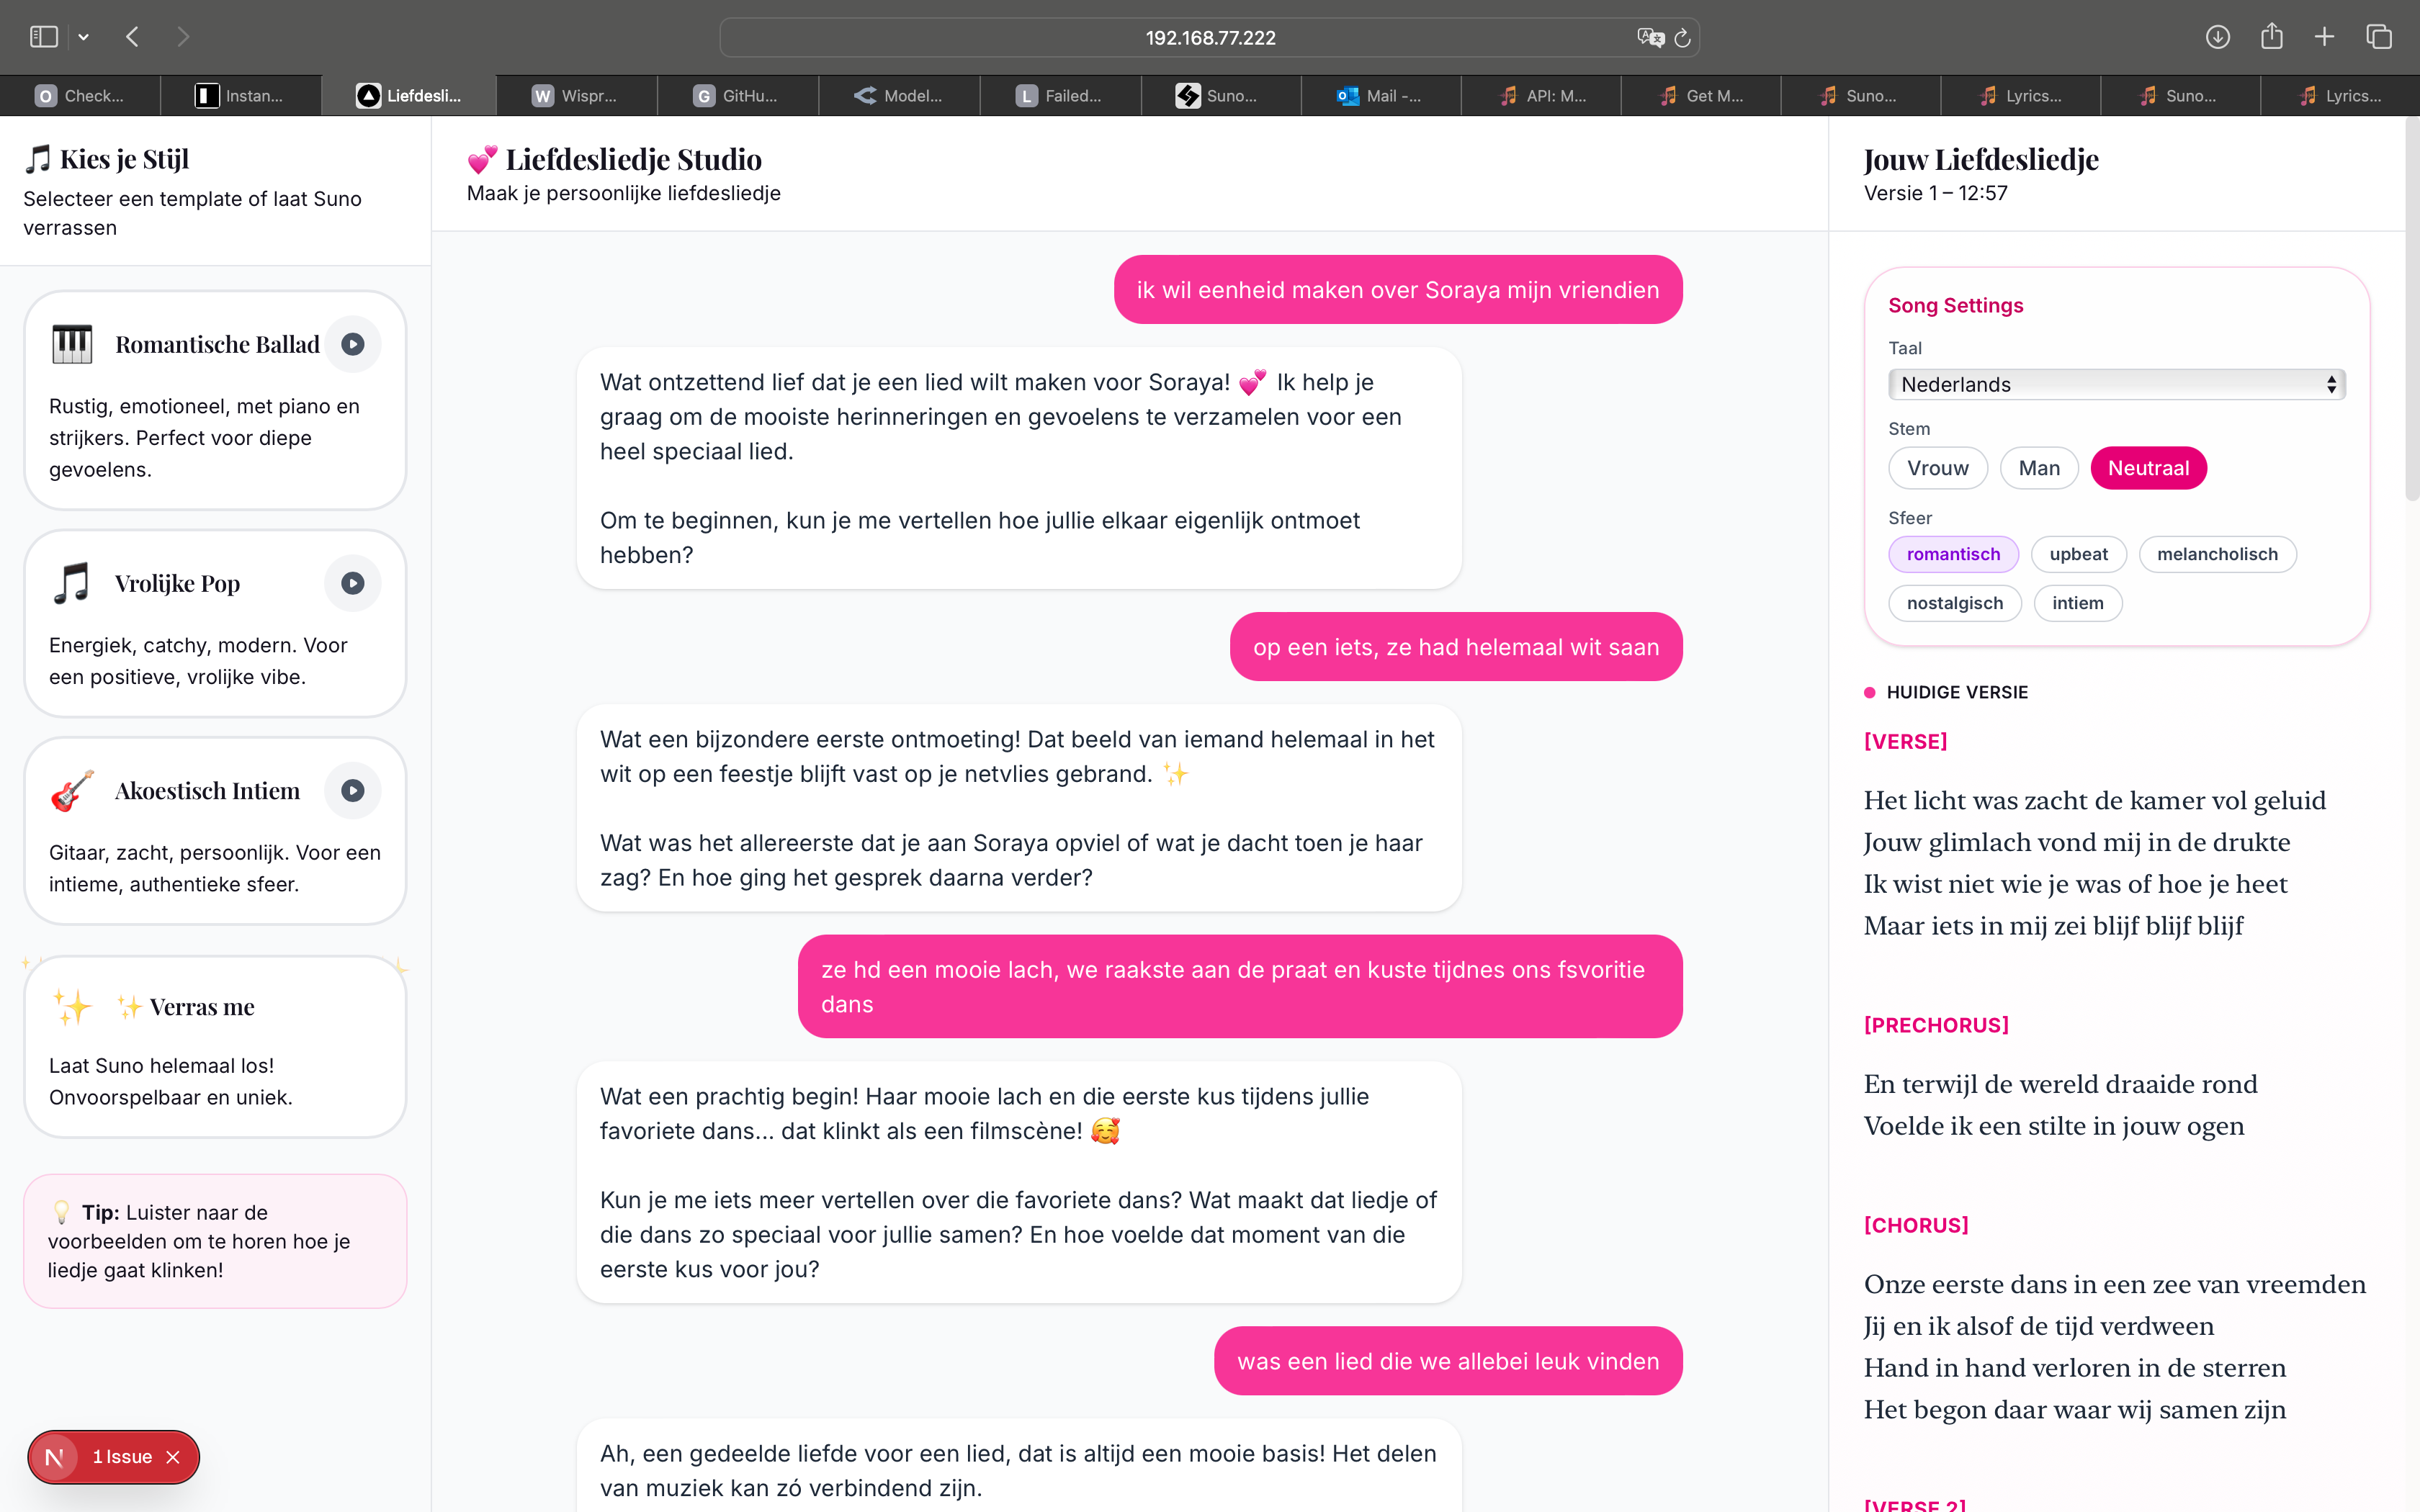 192.168.77.222
O Check...
Instan...
Liefdesli...
W Wispr...
G GitHu...
Model...
L Failed...
Suno...
Mail -...
API: M...
Get M...
Suno...
Lyrics...
Suno...
Lyrics...
🎵 Kies je Stijl
Selecteer een template of laat Suno
verrassen
Romantische Ballad
Rustig, emotioneel, met piano en
strijkers. Perfect voor diepe
gevoelens.
Vrolijke Pop
Energiek, catchy, modern. Voor
een positieve, vrolijke vibe.
Akoestisch Intiem
Gitaar, zacht, persoonlijk. Voor een
intieme, authentieke sfeer.
✨ Verras me
Laat Suno helemaal los!
Onvoorspelbaar en uniek.
💡 Tip: Luister naar de
voorbeelden om te horen hoe je
liedje gaat klinken!
N 1 Issue
💕 Liefdesliedje Studio
Maak je persoonlijke liefdesliedje
ik wil eenheid maken over Soraya mijn vriendien
Wat ontzettend lief dat je een lied wilt maken voor Soraya! 💕 Ik help je
graag om de mooiste herinneringen en gevoelens te verzamelen voor een
heel speciaal lied.
Om te beginnen, kun je me vertellen hoe jullie elkaar eigenlijk ontmoet
hebben?
op een iets, ze had helemaal wit saan
Wat een bijzondere eerste ontmoeting! Dat beeld van iemand helemaal in het
wit op een feestje blijft vast op je netvlies gebrand. ✨
Wat was het allereerste dat je aan Soraya opviel of wat je dacht toen je haar
zag? En hoe ging het gesprek daarna verder?
ze hd een mooie lach, we raakste aan de praat en kuste tijdnes ons fsvoritie
dans
Wat een prachtig begin! Haar mooie lach en die eerste kus tijdens jullie
favoriete dans... dat klinkt als een filmscène! 🥰
Kun je me iets meer vertellen over die favoriete dans? Wat maakt dat liedje of
die dans zo speciaal voor jullie samen? En hoe voelde dat moment van die
eerste kus voor jou?
was een lied die we allebei leuk vinden
Ah, een gedeelde liefde voor een lied, dat is altijd een mooie basis! Het delen
van muziek kan zó verbindend zijn.
Jouw Liefdesliedje
Versie 1 – 12:57
Song Settings
Taal
Nederlands
Stem
Vrouw
Man
Neutraal
Sfeer
romantisch
upbeat
melancholisch
nostalgisch
intiem
HUIDIGE VERSIE
[VERSE]
Het licht was zacht de kamer vol geluid
Jouw glimlach vond mij in de drukte
Ik wist niet wie je was of hoe je heet
Maar iets in mij zei blijf blijf blijf
[PRECHORUS]
En terwijl de wereld draaide rond
Voelde ik een stilte in jouw ogen
[CHORUS]
Onze eerste dans in een zee van vreemden
Jij en ik alsof de tijd verdween
Hand in hand verloren in de sterren
Het begon daar waar wij samen zijn
[VERSE 2]